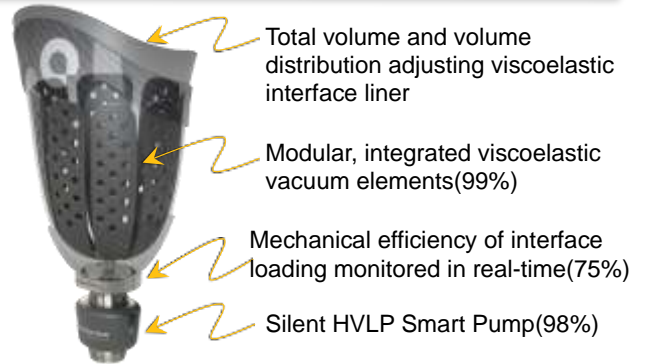 Total volume and volume
distribution adjusting viscoelastic
interface liner
Modular, integrated viscoelastic
vacuum elements(99%)
Mechanical efficiency of interface
loading monitored in real-time(75%)
Silent HVLP Smart Pump(98%)